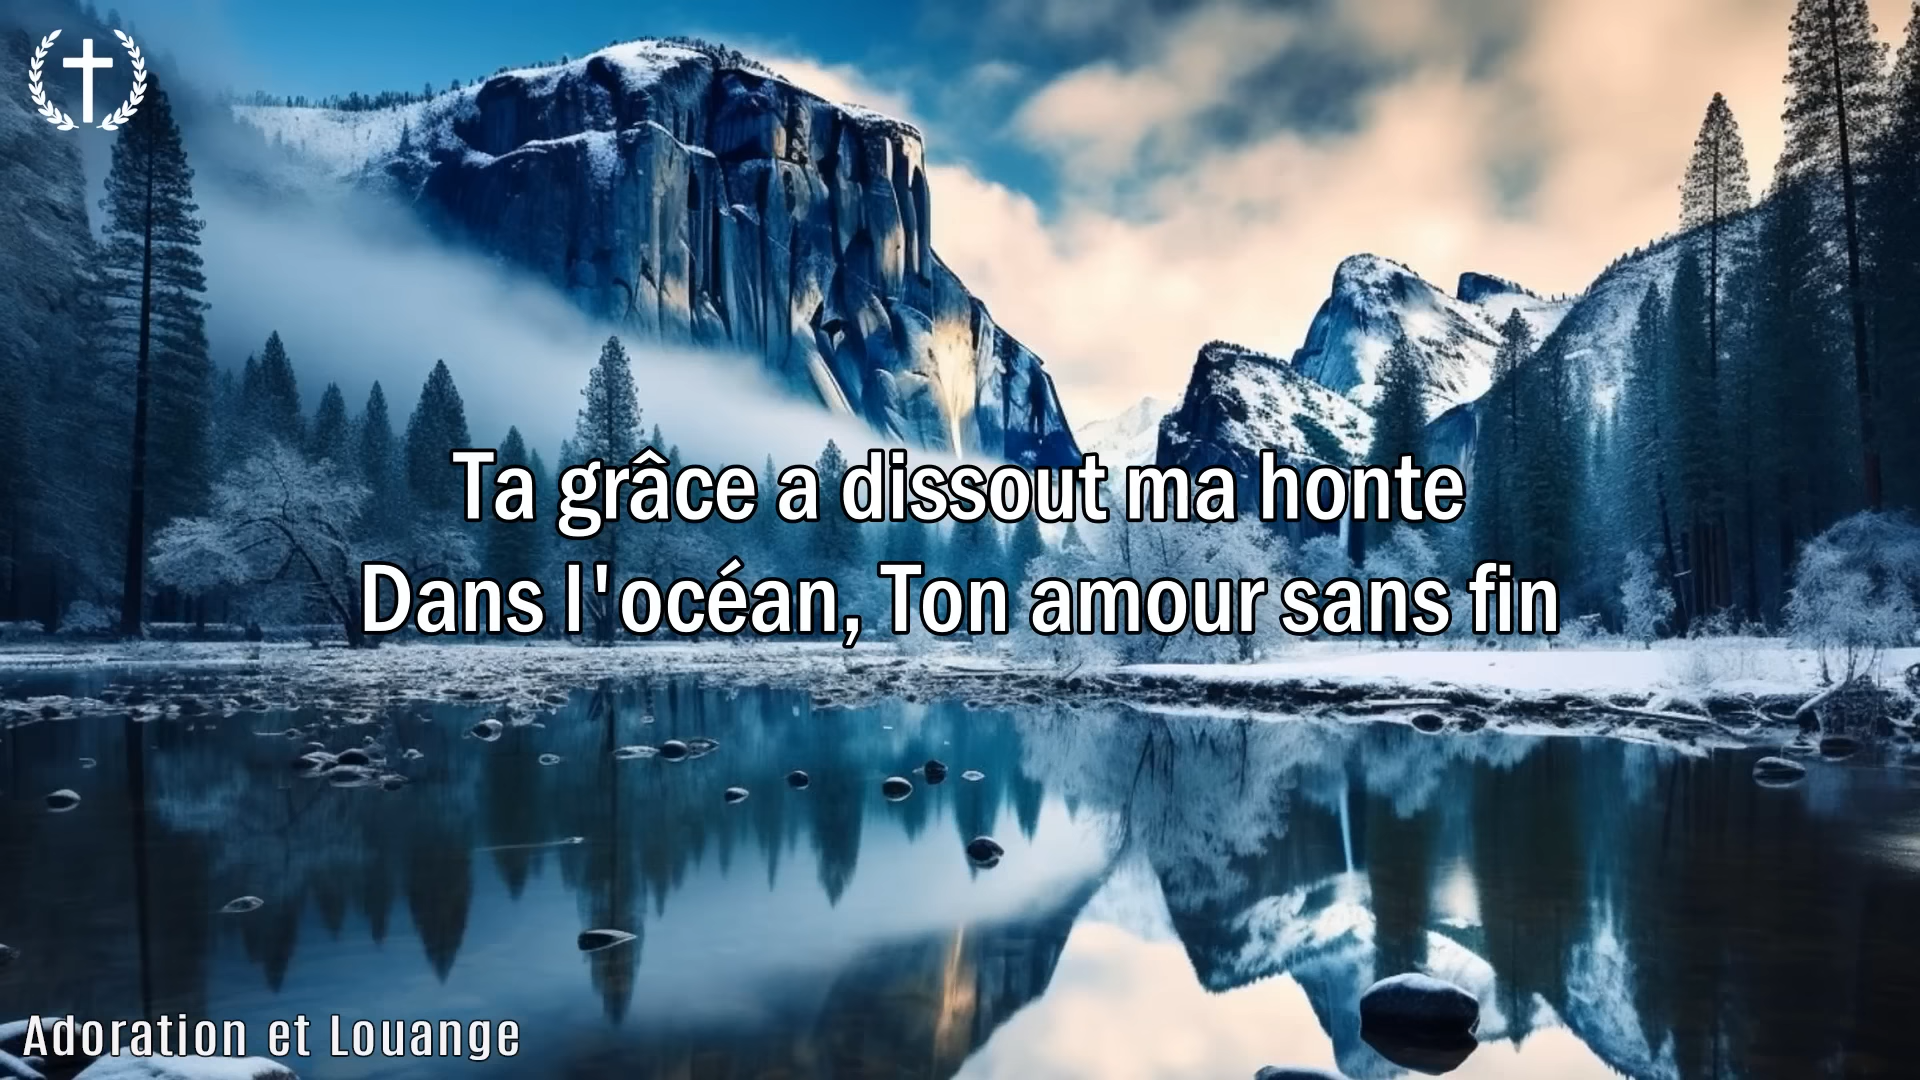 Ta grâce a dissout ma honte
Dans l'océan, Ton amour sans fin
Adoration et Louange